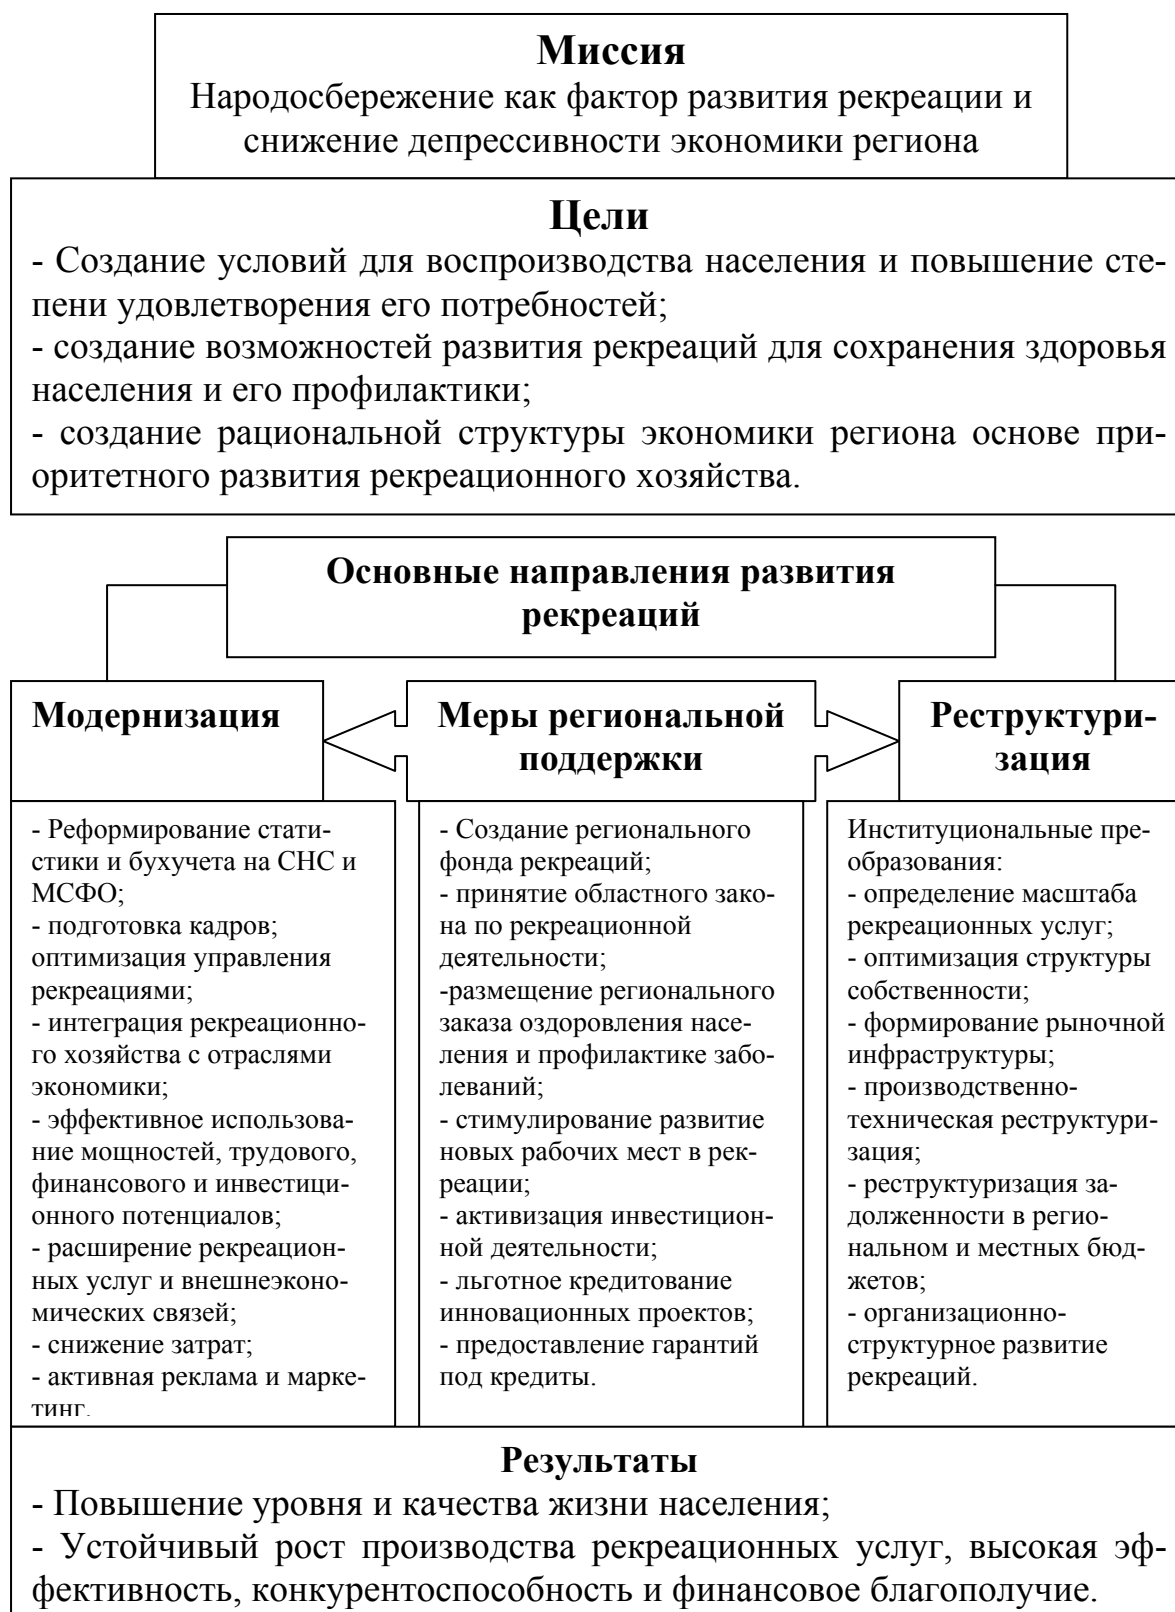 Миссия
Народосбережение как фактор развития рекреации и
снижение депрессивности экономики региона
Цели
- Создание условий для воспроизводства населения и повышение сте-
пени удовлетворения его потребностей;
- создание возможностей развития рекреаций для сохранения здоровья
населения и его профилактики;
- создание рациональной структуры экономики региона основе при-
оритетного развития рекреационного хозяйства.
Основные направления развития
рекреаций
Модернизация
Меры региональной
поддержки
Реструктури-
зация
- Реформирование стати-
стики и бухучета на СНС и
МСФО;
- подготовка кадров;
оптимизация управления
рекреациями;
- интеграция рекреационно-
го хозяйства с отраслями
экономики;
- эффективное использова-
ние мощностей, трудового,
финансового и инвестици-
онного потенциалов;
- расширение рекреацион-
ных услуг и внешнеэконо-
мических связей;
- снижение затрат;
- активная реклама и марке-
тинг.
- Создание регионального
фонда рекреаций;
- принятие областного зако-
на по рекреационной
деятельности;
-размещение регионального
заказа оздоровления насе-
ления и профилактике забо-
леваний;
- стимулирование развитие
новых рабочих мест в рек-
реации;
- активизация инвестицион-
ной деятельности;
- льготное кредитование
инновационных проектов;
- предоставление гарантий
под кредиты.
Институциональные пре-
образования:
- определение масштаба
рекреационных услуг;
- оптимизация структуры
собственности;
- формирование рыночной
инфраструктуры;
- производственно-
техническая реструктури-
зация;
- реструктуризация за-
долженности в регио-
нальном и местных бюд-
жетов;
- организационно-
структурное развитие
рекреаций.
Результаты
- Повышение уровня и качества жизни населения;
- Устойчивый рост производства рекреационных услуг, высокая эф-
фективность, конкурентоспособность и финансовое благополучие.